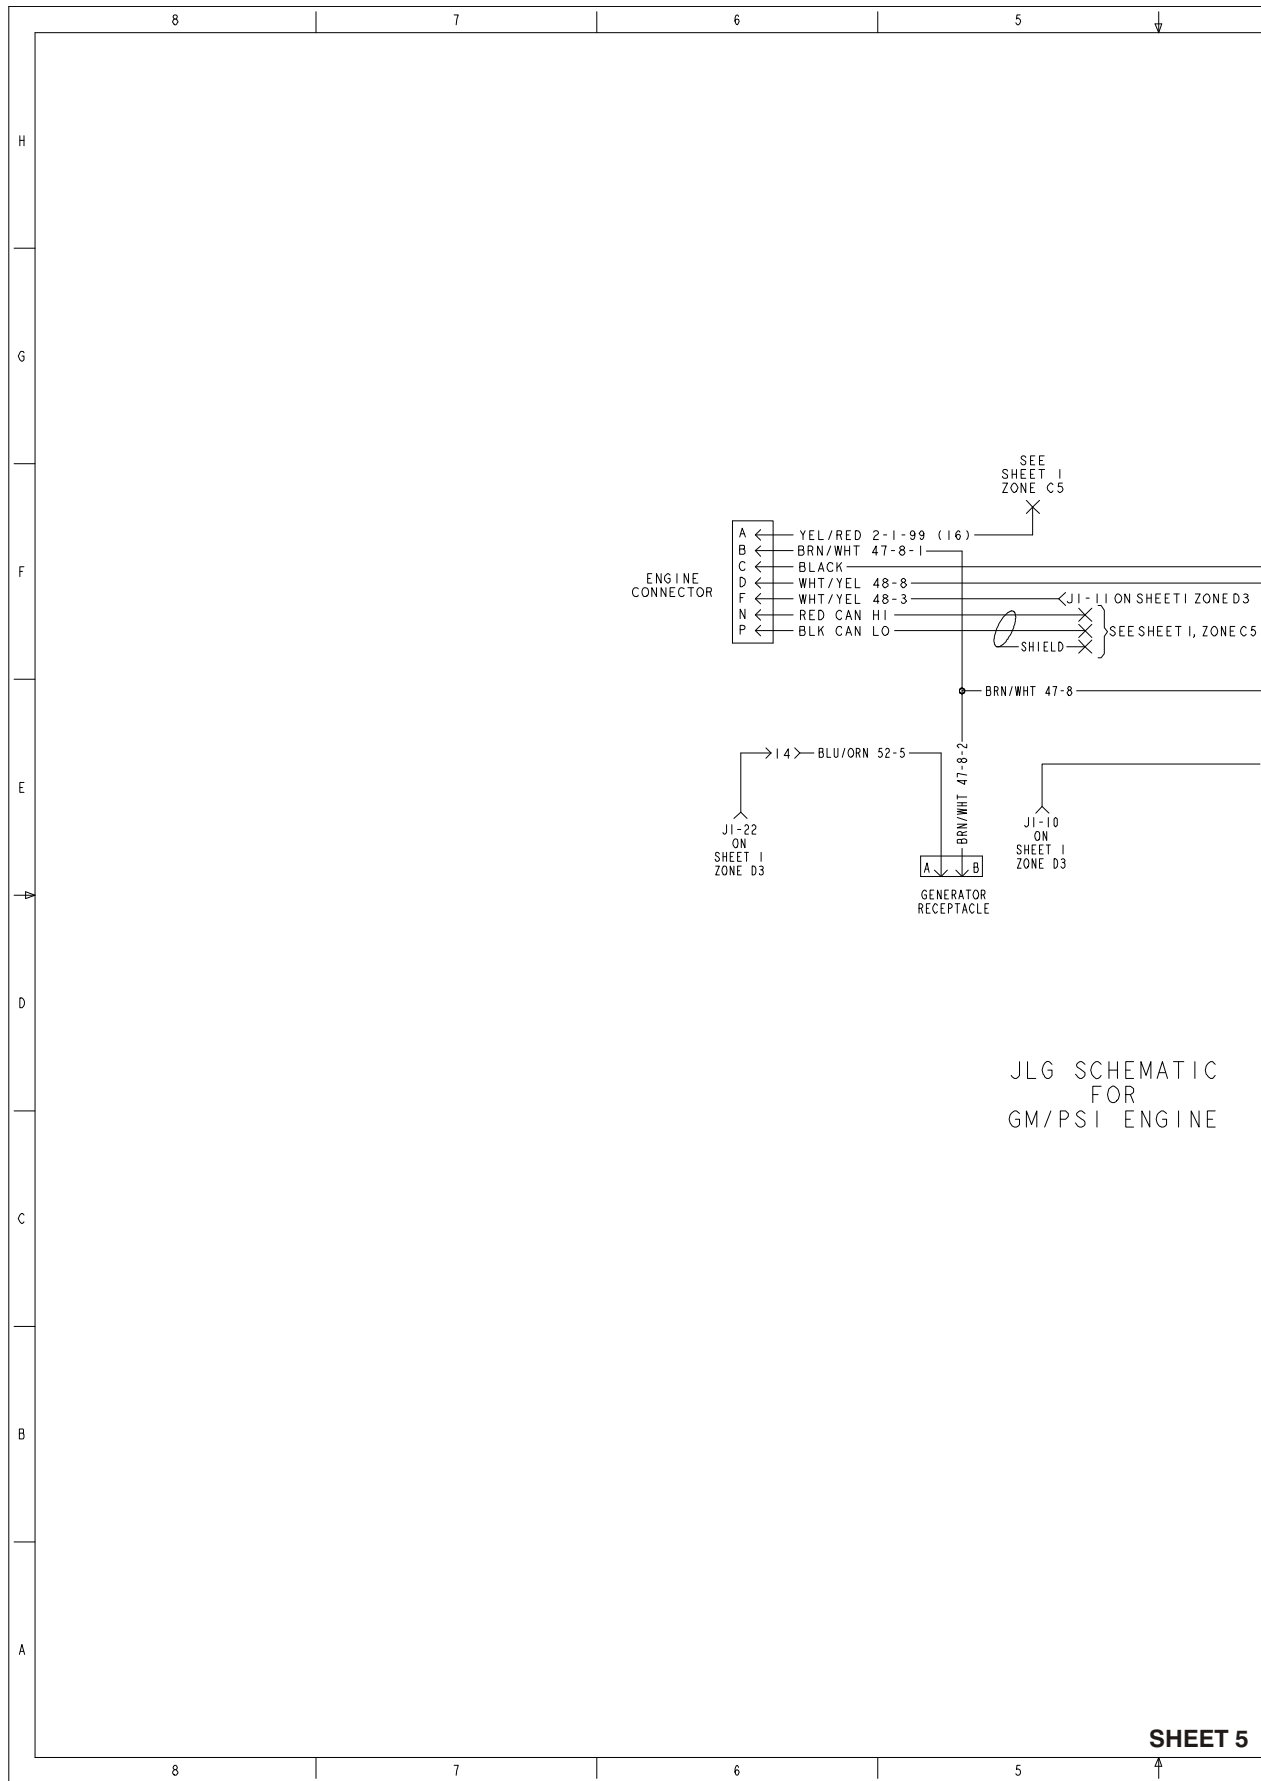 8 7 6 5
H
G
SEE
SHEET 1
ZONE C5
F
ENGINE
CONNECTOR
A YEL/RED 2-1-99 (16)
B BRN/WHT 47-8-1
C BLACK
D WHT/YEL 48-8
F WHT/YEL 48-3 J1-11 ON SHEET1 ZONE D3
N RED CAN HI
P BLK CAN LO SEE SHEET 1, ZONE C5
SHIELD
BRN/WHT 47-8
14 BLU/ORN 52-5
BRN/WHT 47-8-2
E
J1-22
ON
SHEET 1
ZONE D3
J1-10
ON
SHEET 1
ZONE D3
A B
GENERATOR
RECEPTACLE
D
JLG SCHEMATIC
FOR
GM/PSI ENGINE
C
B
A
SHEET 5
8 7 6 5